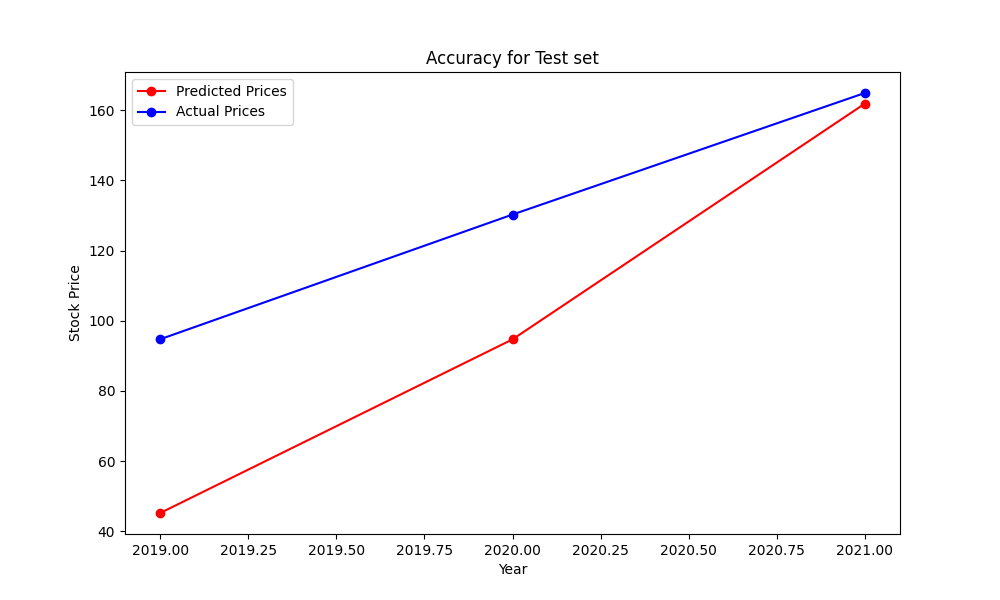 Accuracy for Test set
Predicted Prices
Actual Prices
160
140
120
100
80
60
40
Stock Price
2019.00 2019.25 2019.50 2019.75 2020.00 2020.25 2020.50 2020.75 2021.00
Year